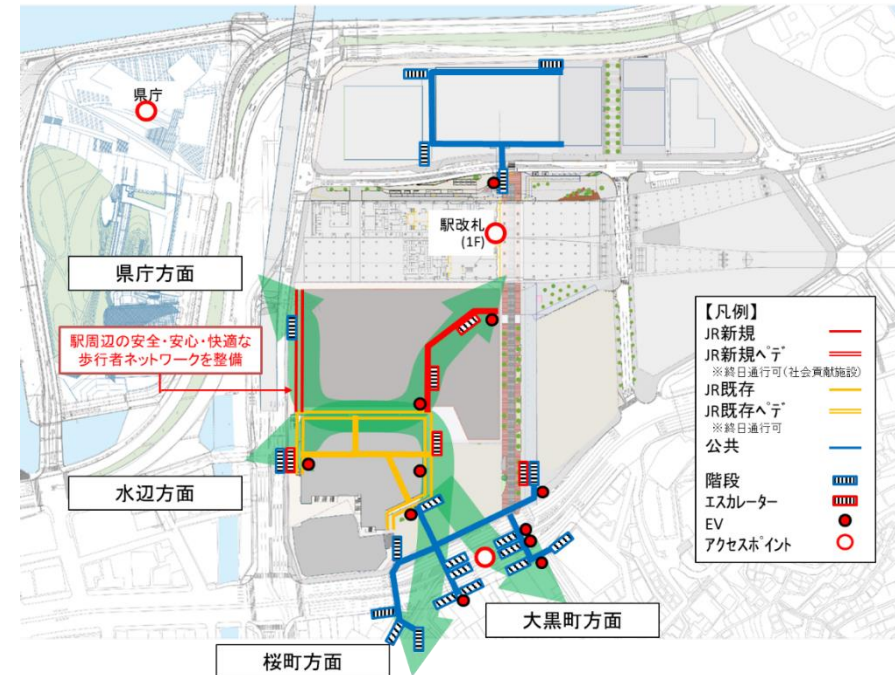 県庁
駅改札
(1F)
県庁方面
駅周辺の安全・安心・快適な
歩行者ネットワークを整備
水辺方面
桜町方面
大黒町方面
【凡例】
JR新規
JR新規ペデ
※終日通行可(社会貢献施設)
JR既存
JR既存ペデ
※終日通行可
公共
階段
エスカレーター
EV
アクセスポイント